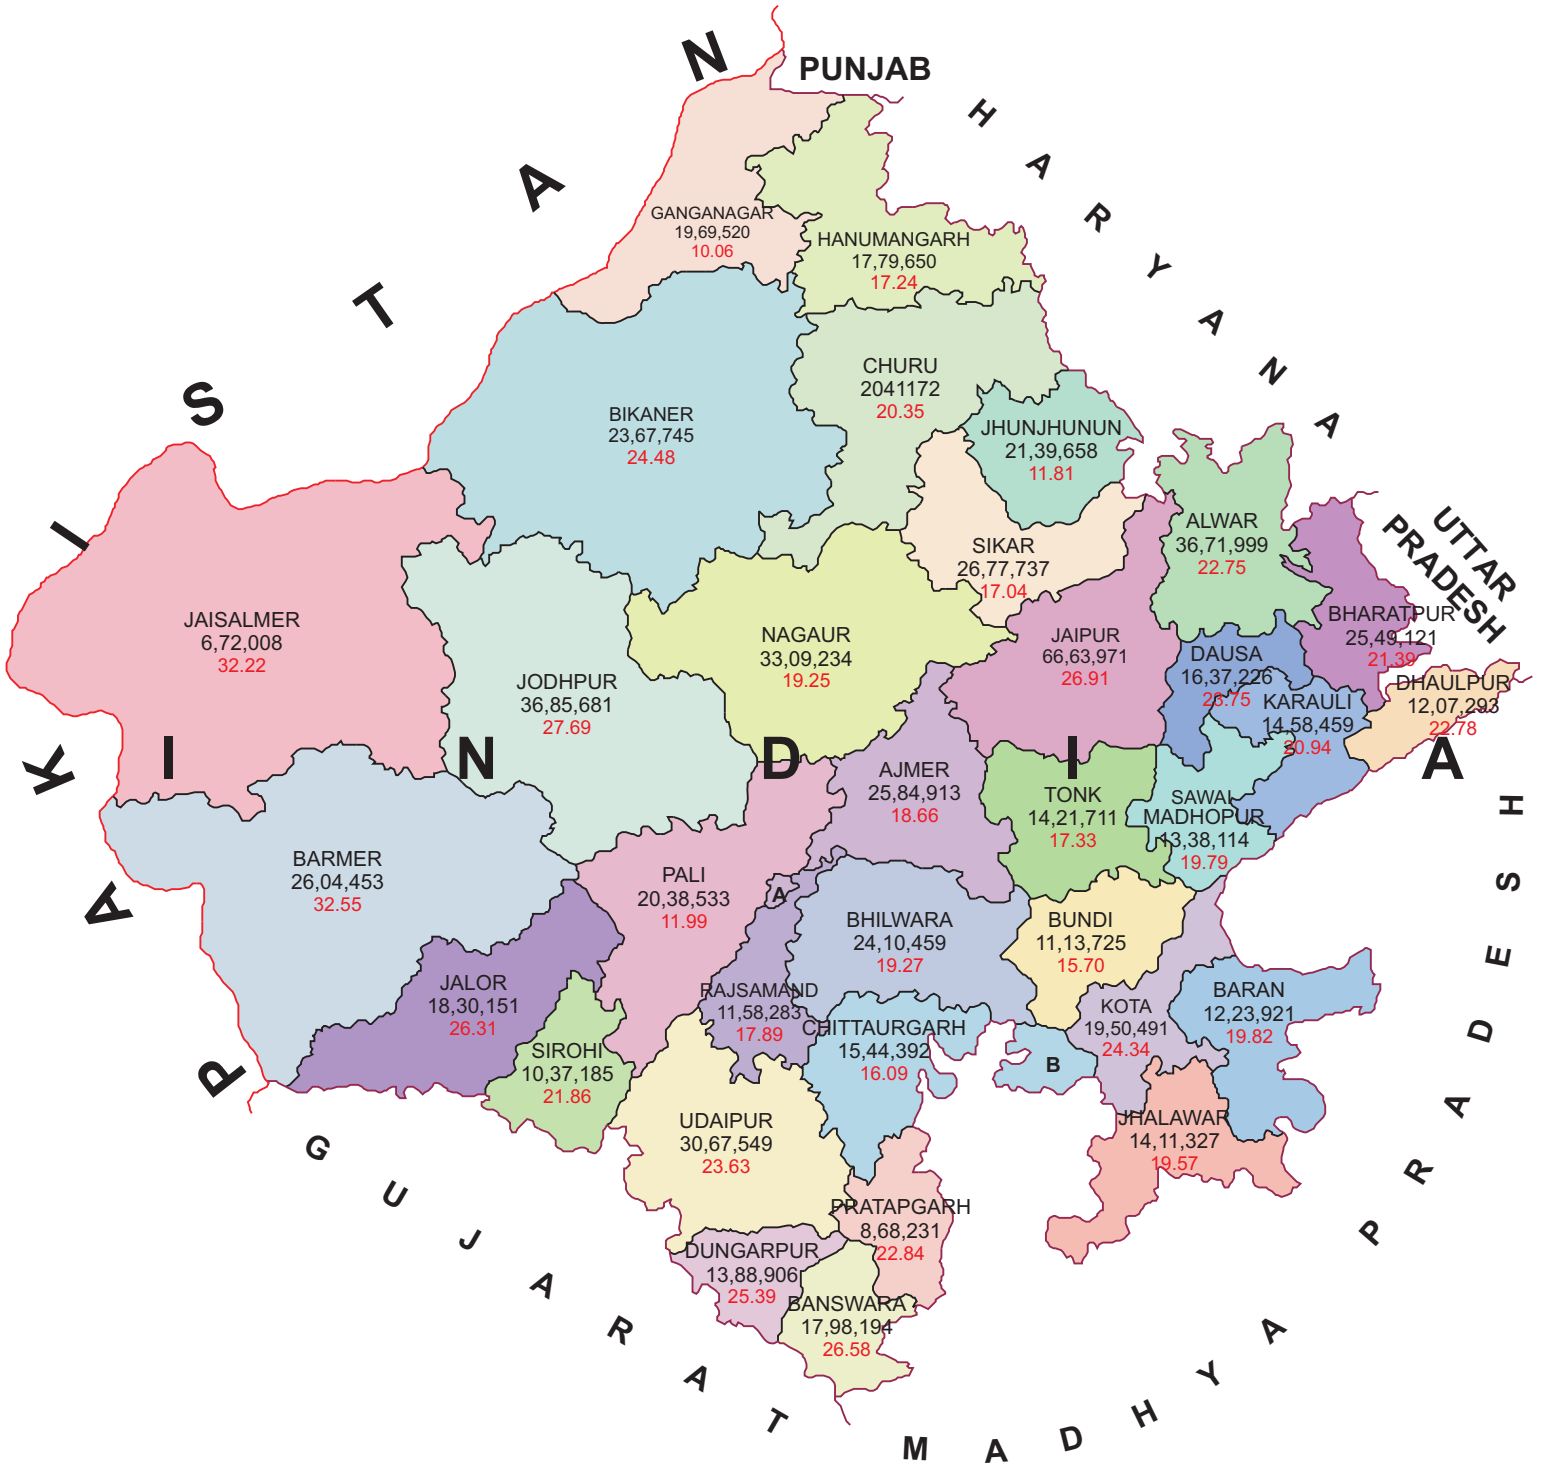 PAKISTAN
PUNJAB
HARYANA
UTTAR
PRADESH
MADHYA PRADESH
GUJARAT
INDIA
GANGANAGAR
19,69,520
10.06
HANUMANGARH
17,79,650
17.24
CHURU
2041172
20.35
BIKANER
23,67,745
24.48
JHUNJHUNUN
21,39,658
11.81
SIKAR
26,77,737
17.04
ALWAR
36,71,999
22.75
BHARATPUR
25,49,121
21.39
JAISALMER
6,72,008
32.22
JODHPUR
36,85,681
27.69
NAGAUR
33,09,234
19.25
JAIPUR
66,63,971
26.91
DAUSA
16,37,226
23.75
KARAULI
14,58,459
20.94
DHAULPUR
12,07,293
22.78
AJMER
25,84,913
18.66
TONK
14,21,711
17.33
SAWAI
MADHOPUR
13,38,114
19.79
BARMER
26,04,453
32.55
PALI
20,38,533
11.99
A
BHILWARA
24,10,459
19.27
BUNDI
11,13,725
15.70
JALOR
18,30,151
26.31
RAJSAMAND
11,58,283
17.89
CHITTAURGARH
15,44,392
16.09
B
KOTA
19,50,491
24.34
BARAN
12,23,921
19.82
SIROHI
10,37,185
21.86
UDAIPUR
30,67,549
23.63
JHALAWAR
14,11,327
19.57
PRATAPGARH
8,68,231
22.84
DUNGARPUR
13,88,906
25.39
BANSWARA
17,98,194
26.58